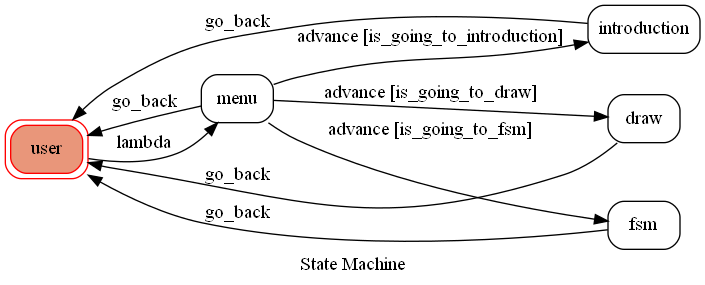 go_back
introduction
advance [is_going_to_introduction]
menu
go_back
advance [is_going_to_draw]
draw
advance [is_going_to_fsm]
user
lambda
go_back
go_back
fsm
State Machine